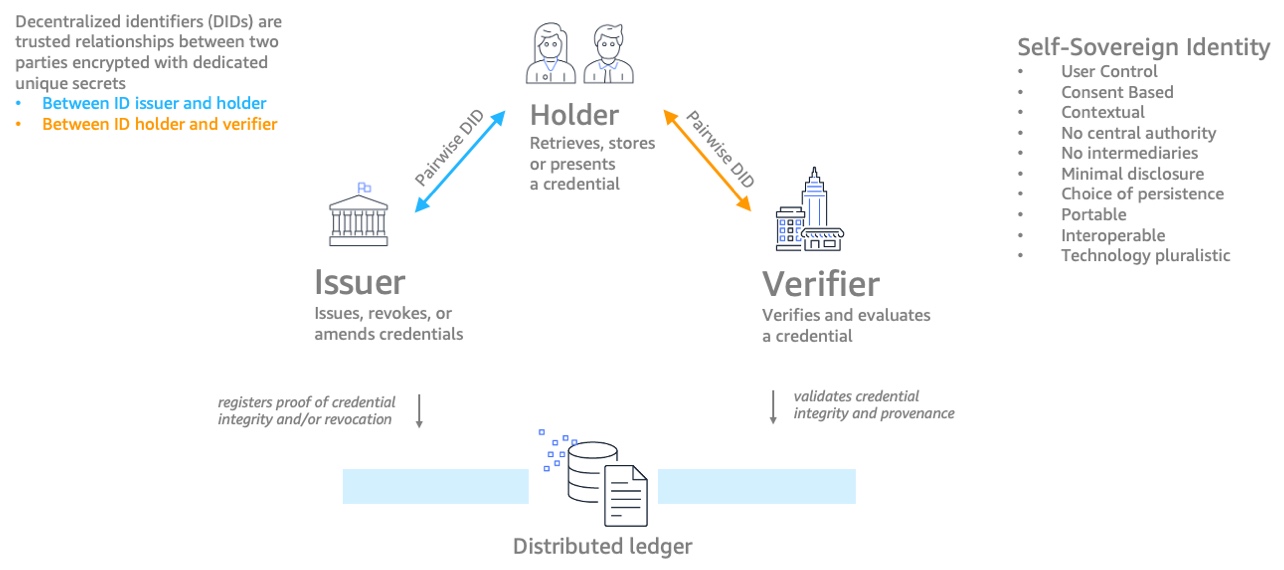 Decentralized identifiers (DIDs) are
trusted relationships between two
parties encrypted with dedicated
unique secrets
• Between ID issuer and holder
• Between ID holder and verifier
Pairwise DID
Holder
Retrieves, stores
or presents
a credential
Pairwise DID
Self-Sovereign Identity
• User Control
• Consent Based
• Contextual
• No central authority
• No intermediaries
• Minimal disclosure
• Choice of persistence
• Portable
• Interoperable
• Technology pluralistic
Issuer
Issues, revokes, or
amends credentials
Verifier
Verifies and evaluates
a credential
registers proof of credential
integrity and/or revocation
validates credential
integrity and provenance
Distributed ledger